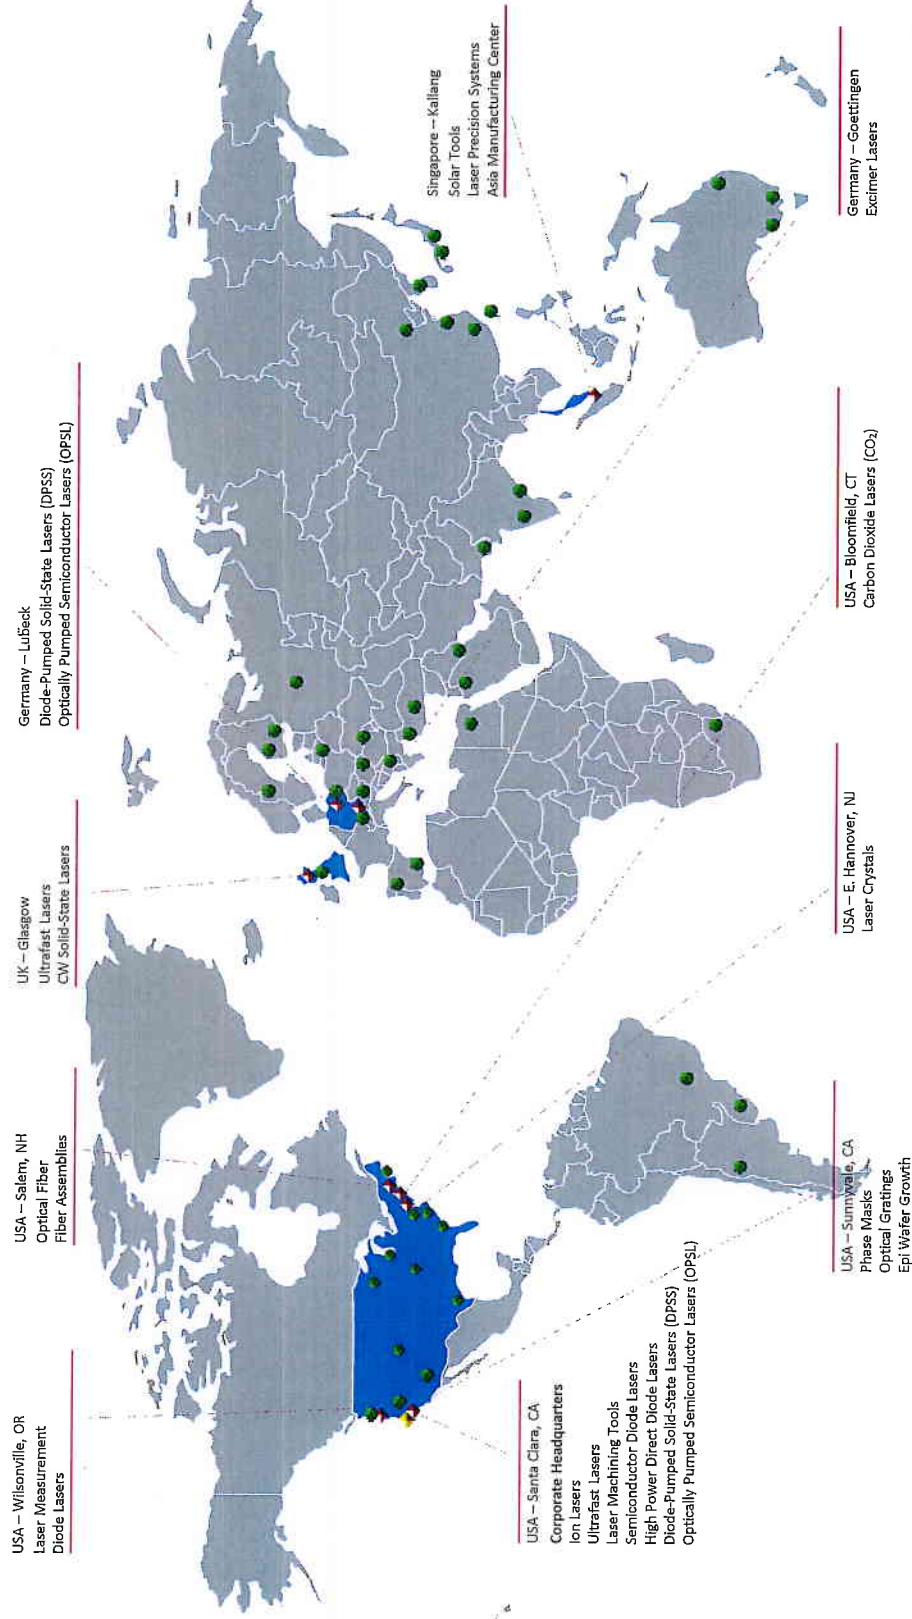 USA – Wilsonville, OR
Laser Measurement
Diode Lasers
USA – Salem, NH
Optical Fiber
Fiber Assemblies
UK – Glasgow
Ultrafast Lasers
CW Solid-State Lasers
Germany – Lubeck
Diode-Pumped Solid-State Lasers (DPSS)
Optically Pumped Semiconductor Lasers (OPSL)
Singapore – Kallang
Solar Tools
Laser Precision Systems
Asia Manufacturing Center
USA – Santa Clara, CA
Corporate Headquarters
Ion Lasers
Ultrafast Lasers
Laser Machining Tools
Semiconductor Diode Lasers
High Power Direct Diode Lasers
Diode-Pumped Solid-State Lasers (DPSS)
Optically Pumped Semiconductor Lasers (OPSL)
USA – Sunnyvale, CA
Phase Masks
Optical Gratings
Epi Wafer Growth
USA – E. Hannover, NJ
Laser Crystals
USA – Bloomfield, CT
Carbon Dioxide Lasers (CO₂)
Germany – Goettingen
Excimer Lasers